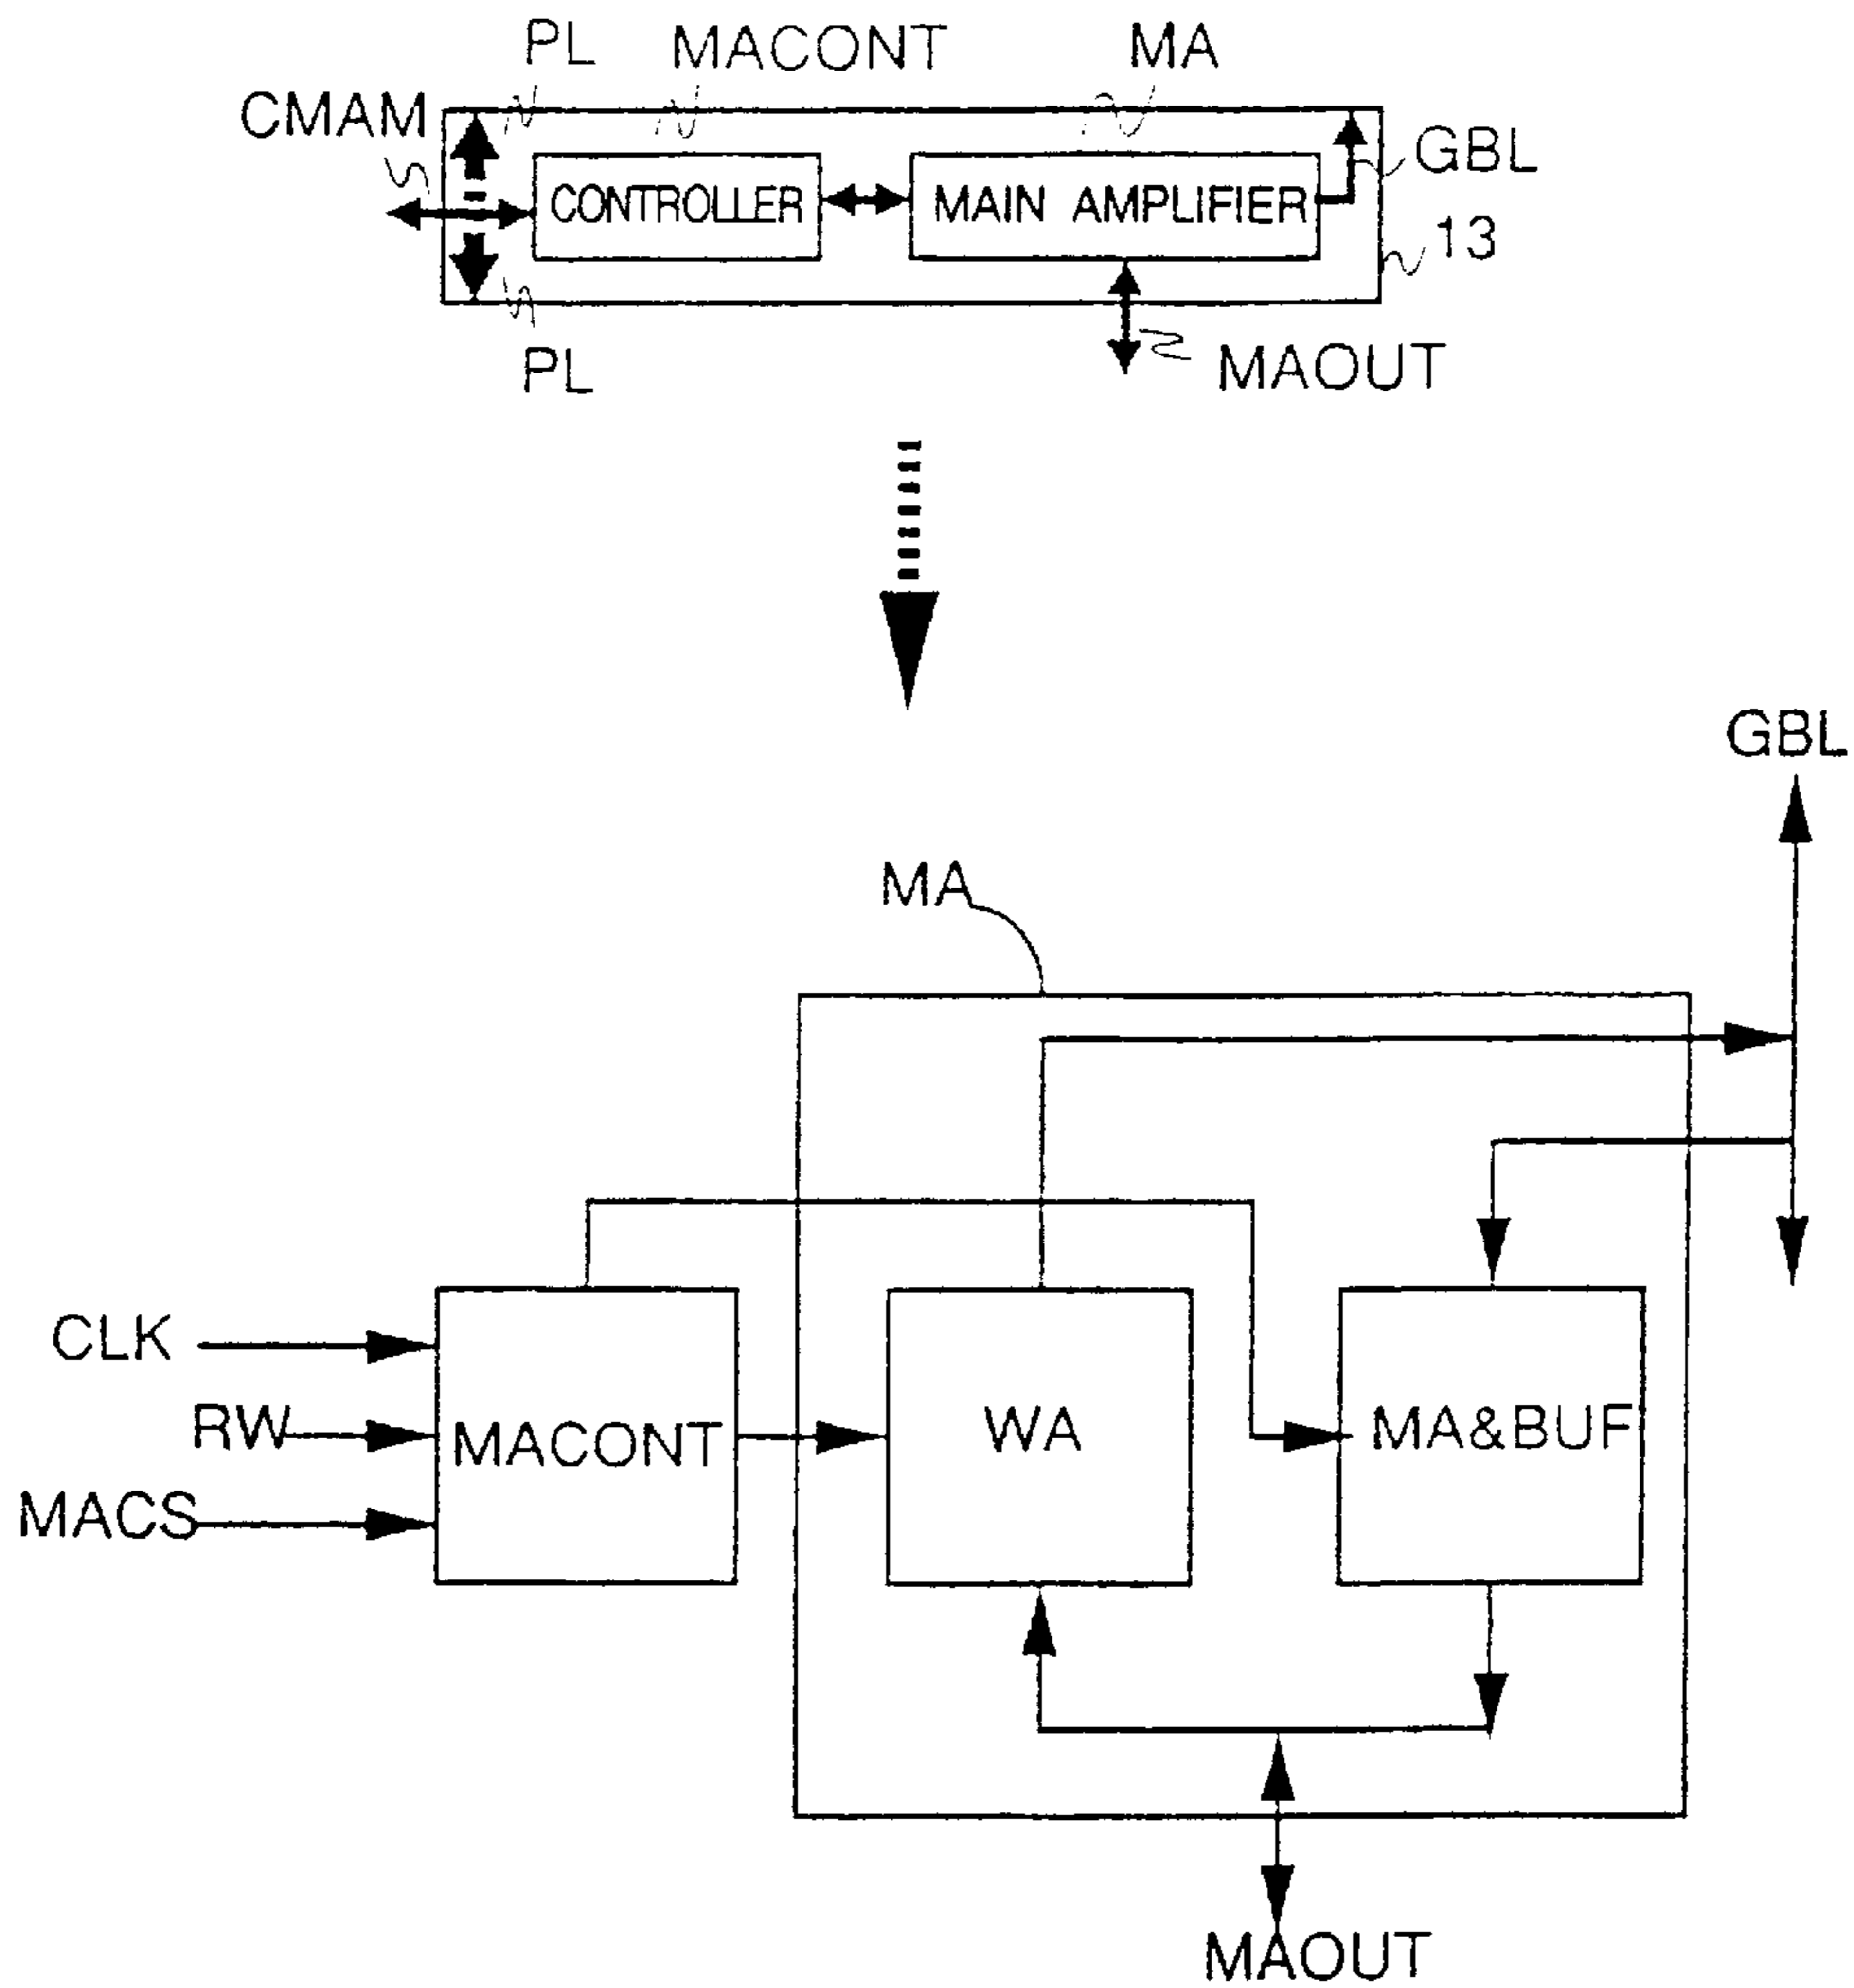 PL MACONT MA
CMAM
GBL
CONTROLLER MAIN AMPLIFIER
13
PL MAOUT
GBL
MA
CLK
RW
MACONT WA MA&BUF
MACS
MAOUT